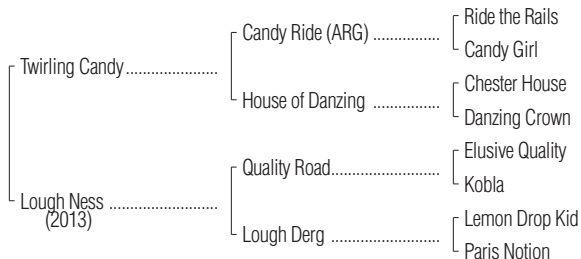 Ride the Rails
Candy Ride (ARG) ................
Candy Girl
Twirling Candy......................
Chester House
House of Danzing ................
Danzing Crown
Elusive Quality
Quality Road..........................
Kobla
Lough Ness ..........................
(2013)
Lemon Drop Kid
Lough Derg ..........................
Paris Notion